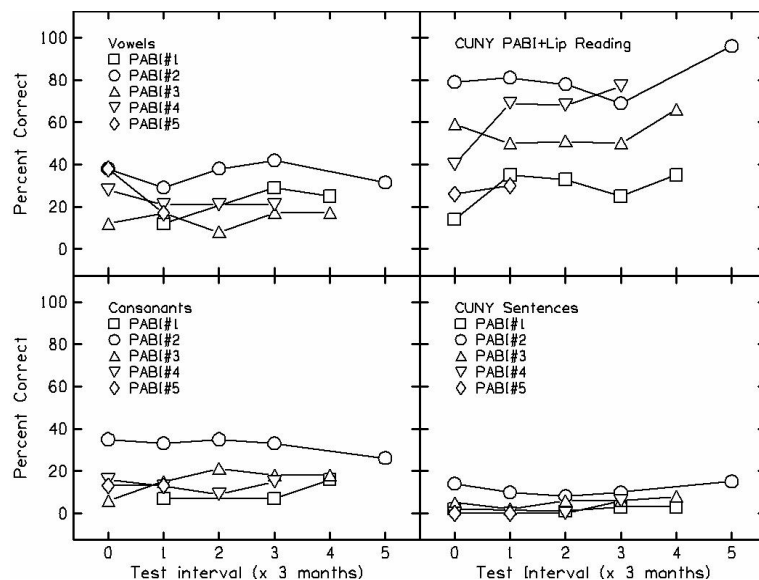 Percent Correct
100
80
60
40
20
0
Vowels
PABI#1
PABI#2
PABI#3
PABI#4
PABI#5
CUNY PABI+Lip Reading
Percent Correct
100
80
60
40
20
0
Consonants
PABI#1
PABI#2
PABI#3
PABI#4
PABI#5
CUNY Sentences
PABI#1
PABI#2
PABI#3
PABI#4
PABI#5
0 1 2 3 4 5
Test interval (x 3 months)
0 1 2 3 4 5
Test Interval (x 3 months)